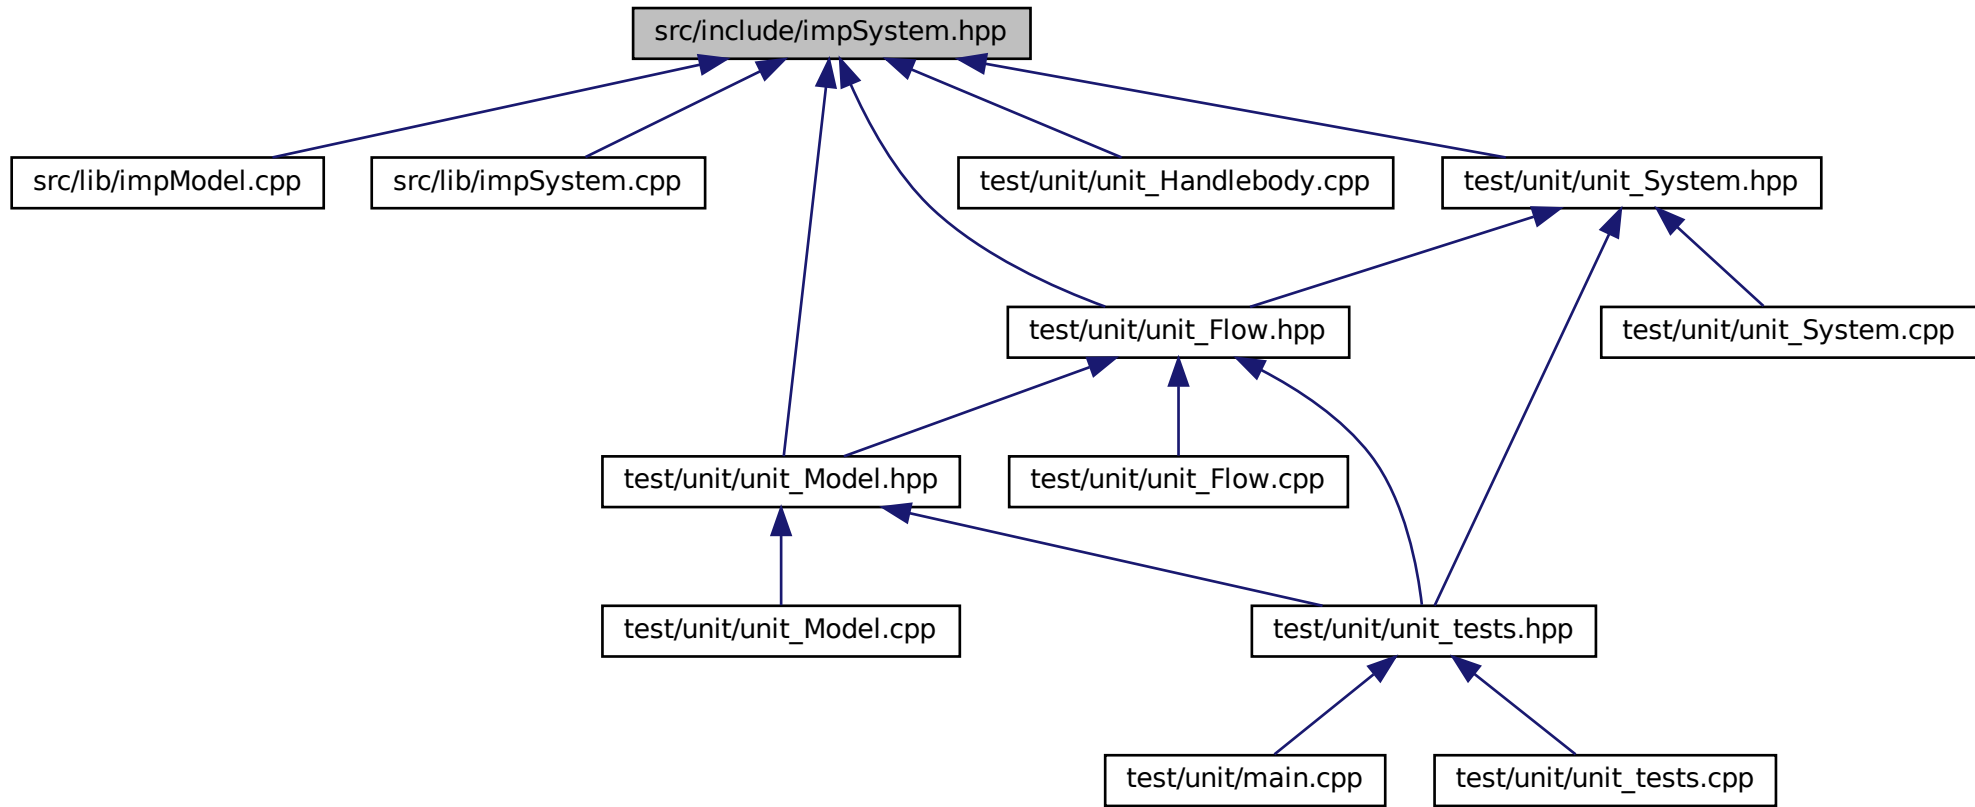 src/include/impSystem.hpp
src/lib/impModel.cpp
src/lib/impSystem.cpp
test/unit/unit_Handlebody.cpp
test/unit/unit_System.hpp
test/unit/unit_Flow.hpp
test/unit/unit_System.cpp
test/unit/unit_Model.hpp
test/unit/unit_Flow.cpp
test/unit/unit_Model.cpp
test/unit/unit_tests.hpp
test/unit/main.cpp
test/unit/unit_tests.cpp